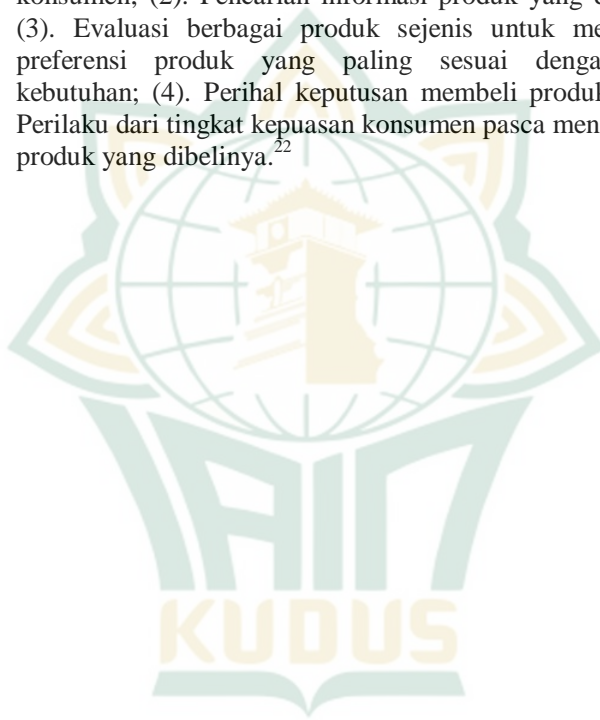 konsumen; (2). Pencarian informasi produk yang
(3). Evaluasi berbagai produk sejenis untuk
preferensi produk yang paling sesuai
kebutuhan; (4). Perihal keputusan membeli
Perilaku dari tingkat kepuasan konsumen pasca
produk yang dibelinya.22
IAIN
KUDUS